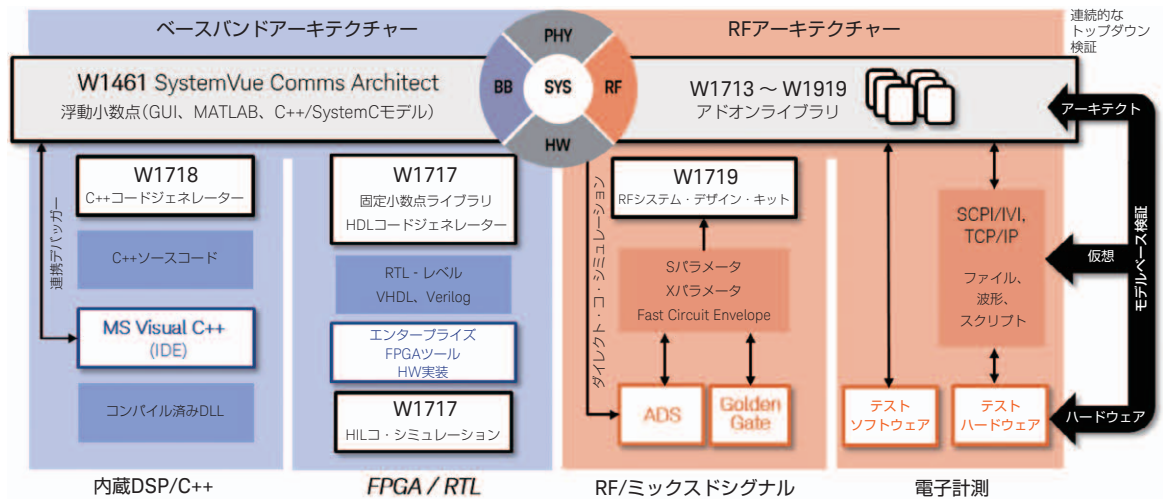 ベースバンドアーキテクチャー
RFアーキテクチャー
連続的な
トップダウン
検証
W1461 SystemVue Comms Architect
浮動小数点（GUI、MATLAB、C++/SystemCモデル）
PHY
BB
SYS
RF
HW
W1713 ～ W1919
アドオンライブラリ
アーキテクト
連携デバッガー
W1718
C++コードジェネレーター
C++ソースコード
MS Visual C++
(IDE)
コンパイル済みDLL
W1717
固定小数点ライブラリ
HDLコードジェネレーター
RTL - レベル
VHDL、Verilog
エンタープライズ
FPGAツール
HW実装
W1717
HILコ・シミュレーション
ダイレクト・コ・シミュレーション
W1719
RFシステム・デザイン・キット
Sパラメータ
Xパラメータ
Fast Circuit Envelope
ADS
Golden
Gate
SCPI/IVI,
TCP/IP
ファイル、
波形、
スクリプト
テスト
ソフトウェア
テスト
ハードウェア
仮想
モデルベース検証
ハードウェア
内蔵DSP/C++
FPGA / RTL
RF/ミックスドシグナル
電子計測